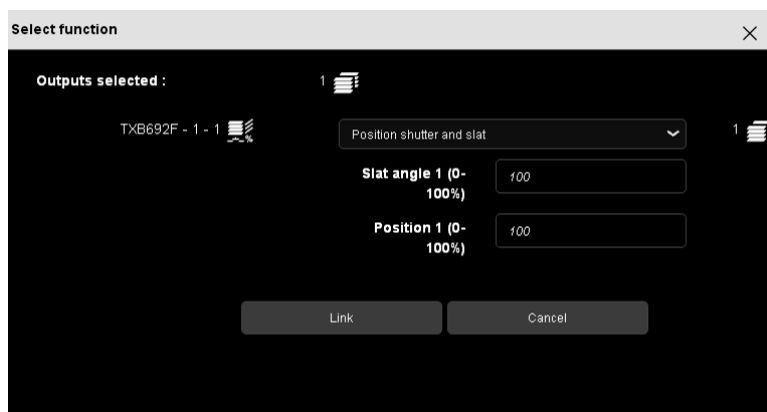 Select function
Outputs selected :
1
TXB692F - 1 - 1
Position shutter and slat
1
Slat angle 1 (0-
100%)
100
Position 1 (0-
100%)
100
Link
Cancel